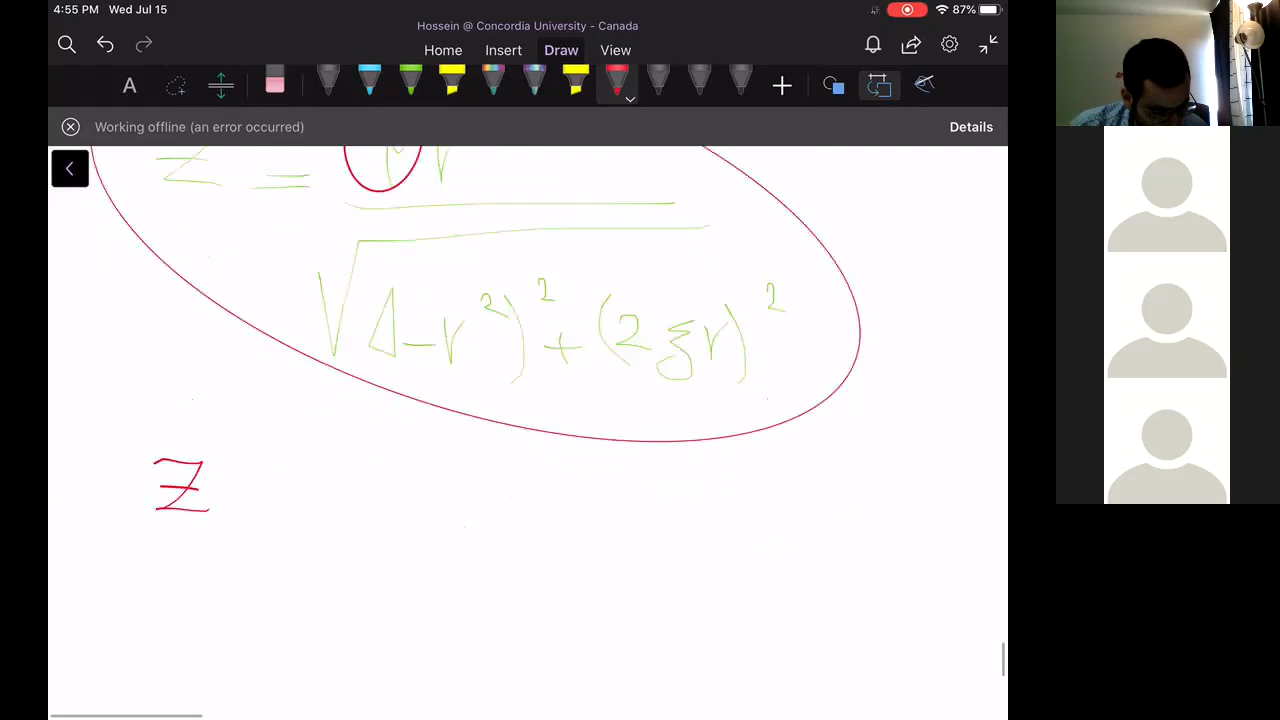 4:55 PM Wed Jul 15
87%
Hossein @ Concordia University - Canada
Home Insert Draw View
A
Working offline (an error occurred)
Details
Z =
√(Δ-r²)² + (2ξr)²
Z